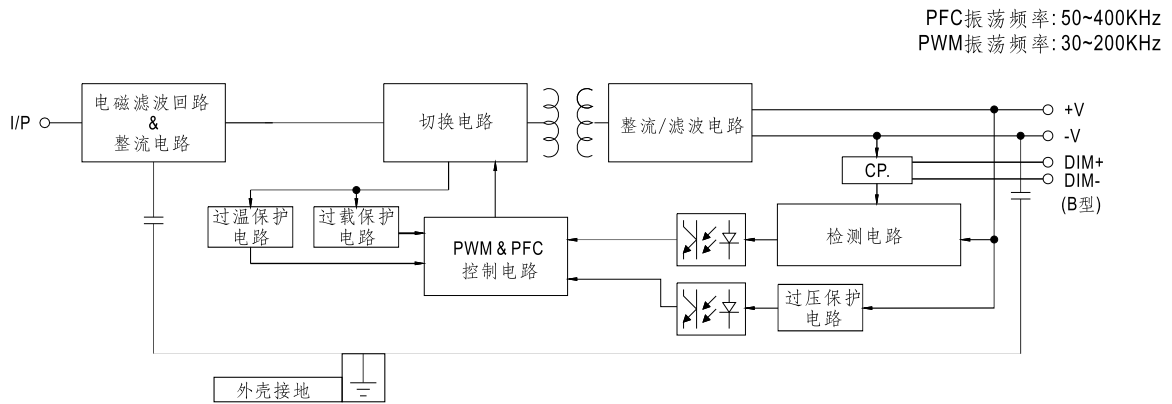 PFC振荡频率: 50~400KHz
PWM振荡频率: 30~200KHz
I/P
电磁滤波回路
&
整流电路
切换电路
整流/滤波电路
+V
-V
CP.
DIM+
DIM-
(B型)
过温保护
电路
过载保护
电路
PWM & PFC
控制电路
检测电路
过压保护
电路
外壳接地